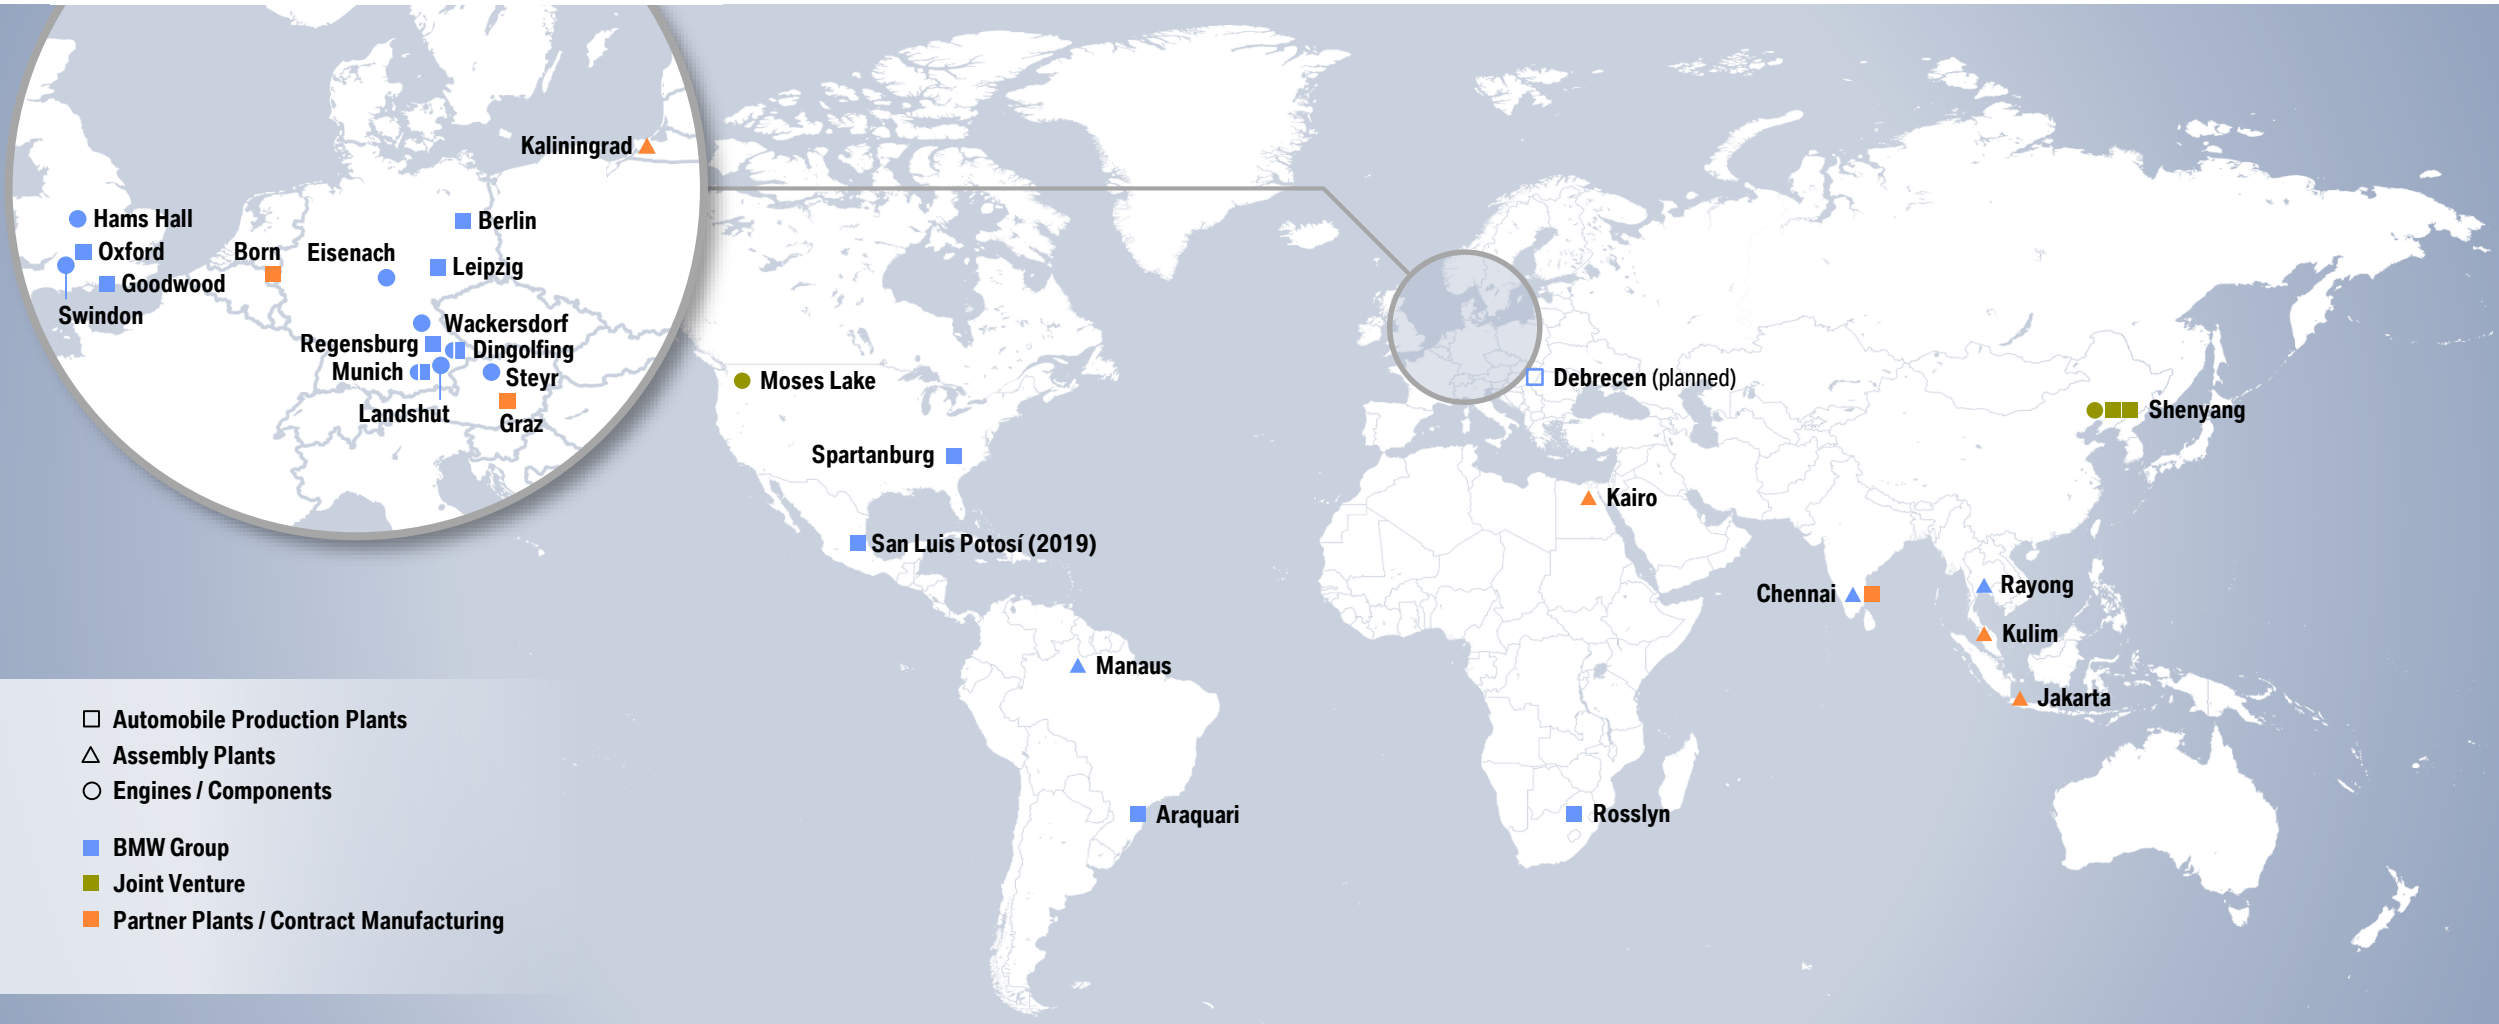 Kaliningrad
Hams Hall
Berlin
Oxford
Born
Eisenach
Leipzig
Goodwood
Swindon
Wackersdorf
Regensburg
Dingolfing
Munich
Steyr
Landshut
Graz
Moses Lake
Debrecen (planned)
Shenyang
Spartanburg
Kairo
San Luis Potosí (2019)
Chennai
Rayong
Kulim
Manaus
Jakarta
Araquari
Rosslyn
Automobile Production Plants
Assembly Plants
Engines / Components
BMW Group
Joint Venture
Partner Plants / Contract Manufacturing